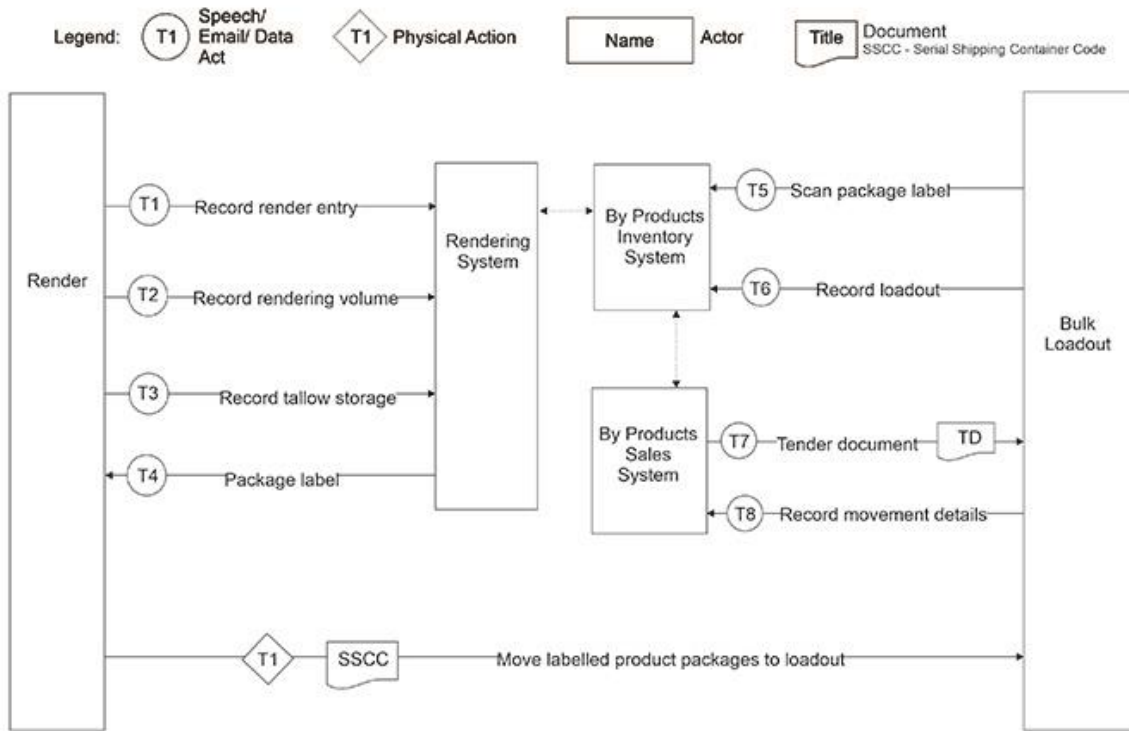 Legend:
T1
Speech/
Email/ Data
Act
T1
Physical Action
Name
Actor
Title
Document
SSCC - Serial Shipping Container Code
Render
T1
Record render entry
T2
Record rendering volume
T3
Record tallow storage
T4
Package label
Rendering
System
By Products
Inventory
System
T5
Scan package label
T6
Record loadout
By Products
Sales
System
T7
Tender document
TD
T8
Record movement details
Bulk
Loadout
T1
SSCC
Move labelled product packages to loadout